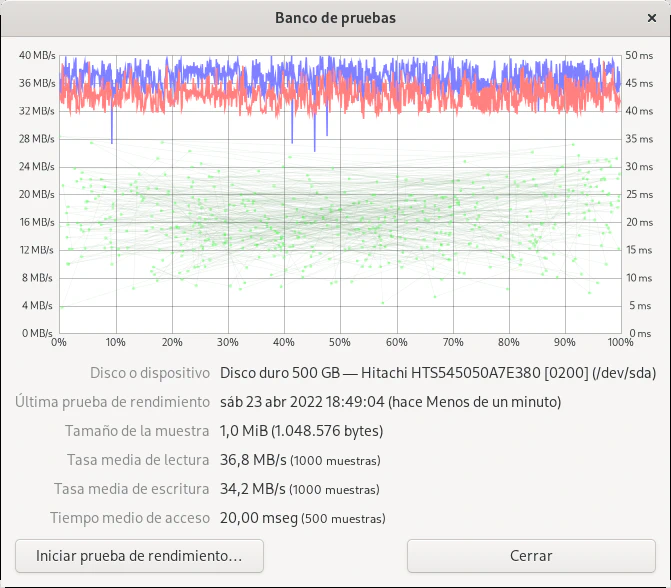 Banco de pruebas
×
40 MB/s
36 MB/s
32 MB/s
28 MB/s
24 MB/s
20 MB/s
16 MB/s
12 MB/s
8 MB/s
4 MB/s
0 MB/s
50 ms
45 ms
40 ms
35 ms
30 ms
25 ms
20 ms
15 ms
10 ms
5 ms
0 ms
0% 10% 20% 30% 40% 50% 60% 70% 80% 90% 100%
Disco o dispositivo Disco duro 500 GB — Hitachi HTS545050A7E380 [0200] (/dev/sda)
Última prueba de rendimiento sáb 23 abr 2022 18:49:04 (hace Menos de un minuto)
Tamaño de la muestra 1,0 MiB (1.048.576 bytes)
Tasa media de lectura 36,8 MB/s (1000 muestras)
Tasa media de escritura 34,2 MB/s (1000 muestras)
Tiempo medio de acceso 20,00 mseg (500 muestras)
Iniciar prueba de rendimiento… Cerrar